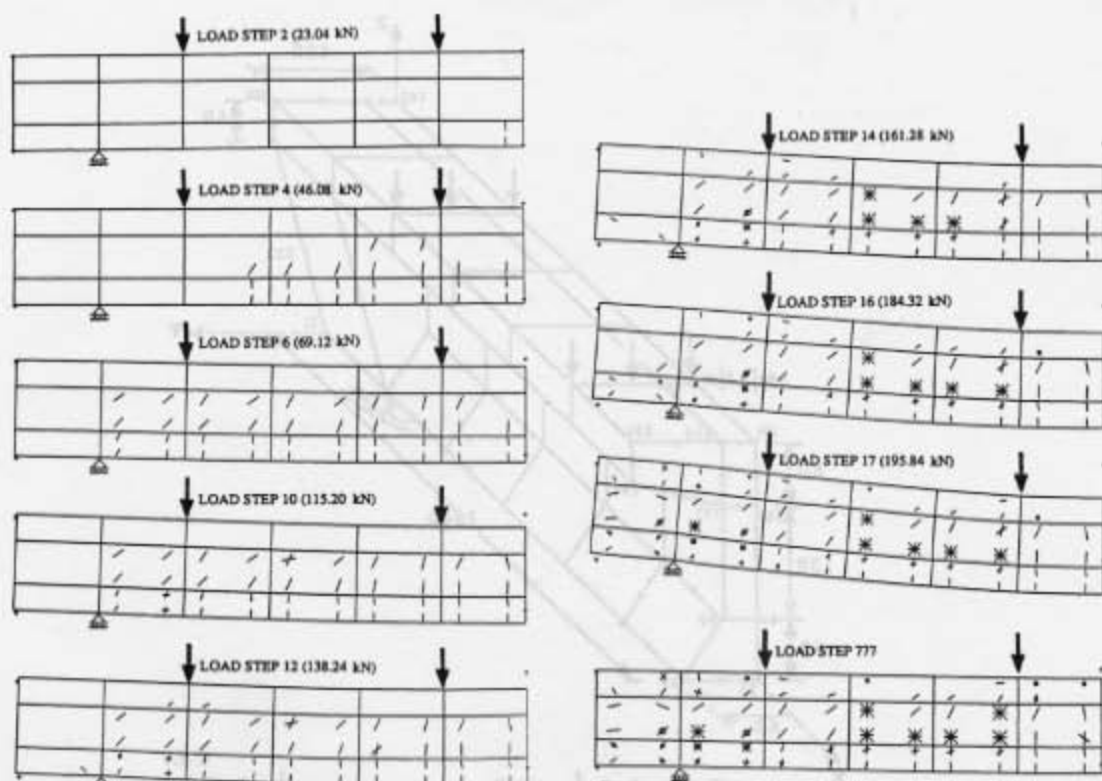 LOAD STEP 2 (23.04 kN)
LOAD STEP 4 (46.08 kN)
LOAD STEP 6 (69.12 kN)
LOAD STEP 10 (115.20 kN)
LOAD STEP 12 (138.24 kN)
LOAD STEP 14 (161.28 kN)
LOAD STEP 16 (184.32 kN)
LOAD STEP 17 (195.84 kN)
LOAD STEP 777